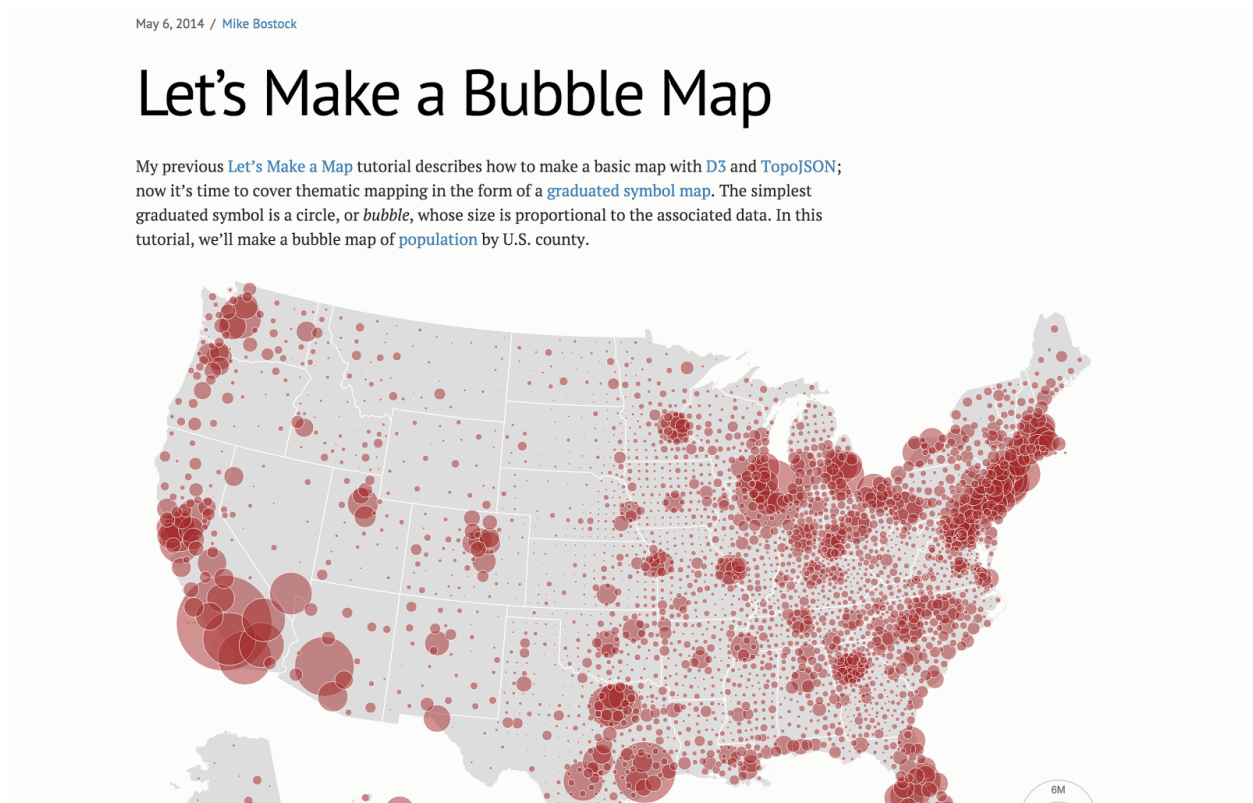 May 6, 2014 / Mike Bostock
Let’s Make a Bubble Map
My previous Let’s Make a Map tutorial describes how to make a basic map with D3 and TopoJSON;
now it’s time to cover thematic mapping in the form of a graduated symbol map. The simplest
graduated symbol is a circle, or bubble, whose size is proportional to the associated data. In this
tutorial, we’ll make a bubble map of population by U.S. county.
6M